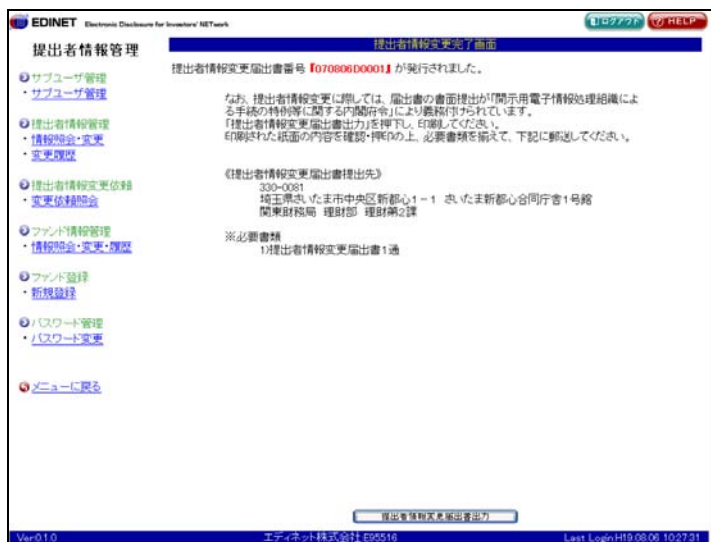 EDINET Electronic Disclosure for Investors' NETwork
ログアウト HELP
提出者情報管理
提出者情報変更完了画面
サブユーザ管理
・サブユーザ管理
提出者情報管理
・情報照会・変更
・変更履歴
提出者情報変更依頼
・変更依頼照会
ファンド情報管理
・情報照会・変更・履歴
ファンド登録
・新規登録
パスワード管理
・パスワード変更
メニューに戻る
提出者情報変更届出書番号『070806D0001』が発行されました。
なお、提出者情報変更に際しては、届出書の書面提出が「開示用電子情報処理組織によ
る手続の特例等に関する内閣府令」により義務付けられています。
「提出者情報変更届出書出力」を押下し、印刷してください。
印刷された紙面の内容を確認・押印の上、必要書類を揃えて、下記に郵送してください。
《提出者情報変更届出書提出先》
330-0081
埼玉県さいたま市中央区新都心1－1 さいたま新都心合同庁舎1号館
関東財務局 理財部 理財第2課
※必要書類
1)提出者情報変更届出書1通
提出者情報変更届出書出力
Ver0.1.0
エディネット株式会社:E95516
Last Login:H19.08.06 10:27:31